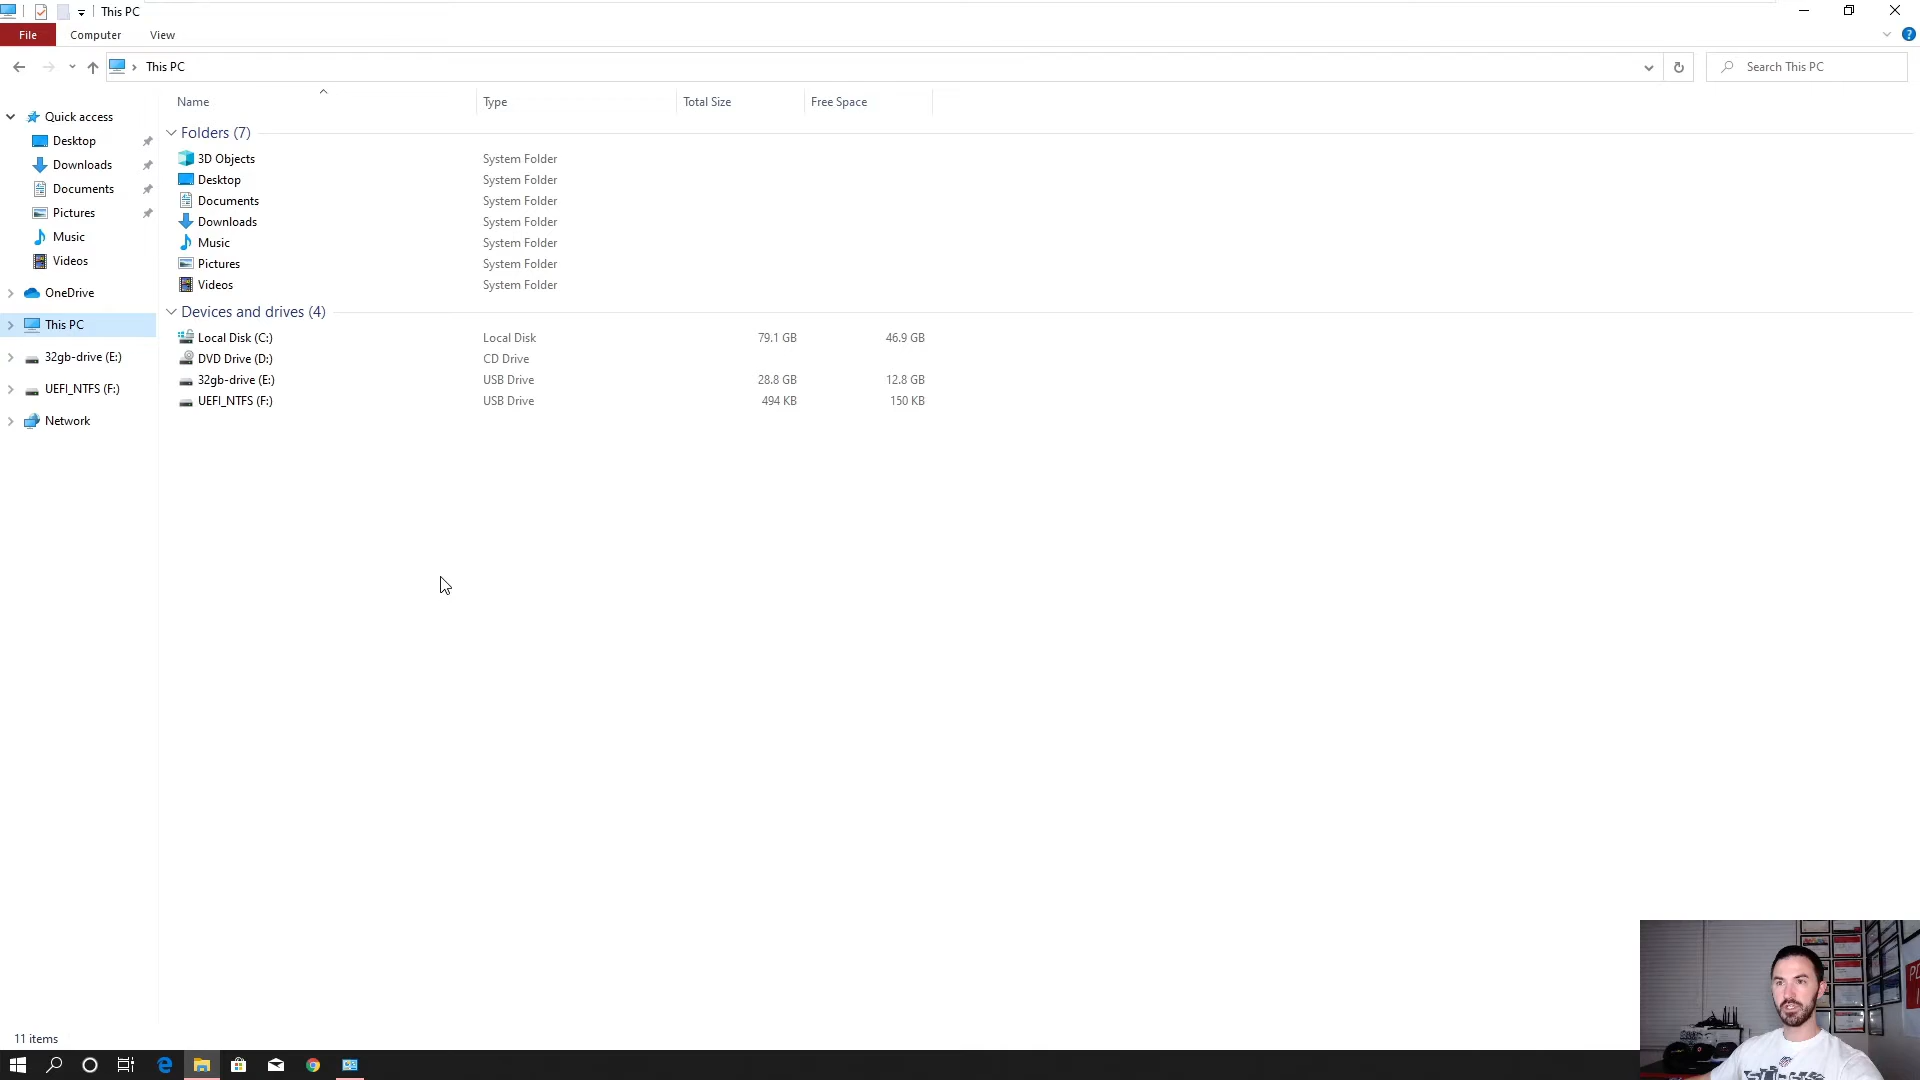 This PC
File Computer View
This PC
Search This PC
Name Type Total Size Free Space
Quick access
Desktop
Downloads
Documents
Pictures
Music
Videos
OneDrive
This PC
32gb-drive (E:)
UEFI_NTFS (F:)
Network
Folders (7)
3D Objects System Folder
Desktop System Folder
Documents System Folder
Downloads System Folder
Music System Folder
Pictures System Folder
Videos System Folder
Devices and drives (4)
Local Disk (C:) Local Disk 79.1 GB 46.9 GB
DVD Drive (D:) CD Drive
32gb-drive (E:) USB Drive 28.8 GB 12.8 GB
UEFI_NTFS (F:) USB Drive 494 KB 150 KB
11 items